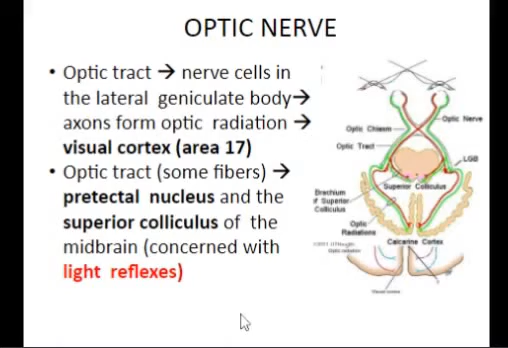 OPTIC NERVE
• Optic tract → nerve cells in
the lateral geniculate body→
axons form optic radiation →
visual cortex (area 17)
• Optic tract (some fibers) →
pretectal nucleus and the
superior colliculus of the
midbrain (concerned with
light reflexes)
Optic Nerve
Optic Chiasm
Optic Tract
LGB
Superior Colliculus
Brachium
of Superior
Colliculus
Optic
Radiations
Calcarine Cortex